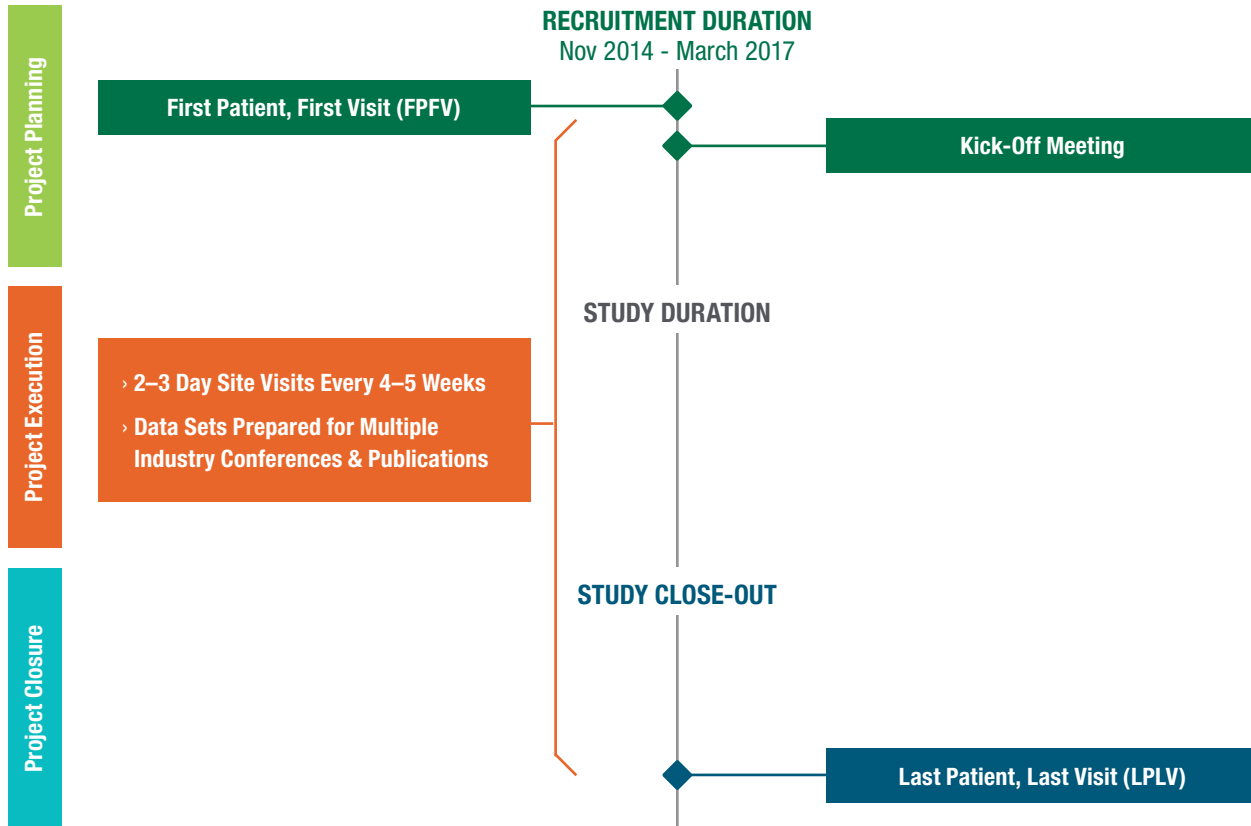 RECRUITMENT DURATION
Nov 2014 - March 2017
Project Planning
First Patient, First Visit (FPFV)
Kick-Off Meeting
STUDY DURATION
Project Execution
› 2–3 Day Site Visits Every 4–5 Weeks
› Data Sets Prepared for Multiple
Industry Conferences & Publications
STUDY CLOSE-OUT
Project Closure
Last Patient, Last Visit (LPLV)